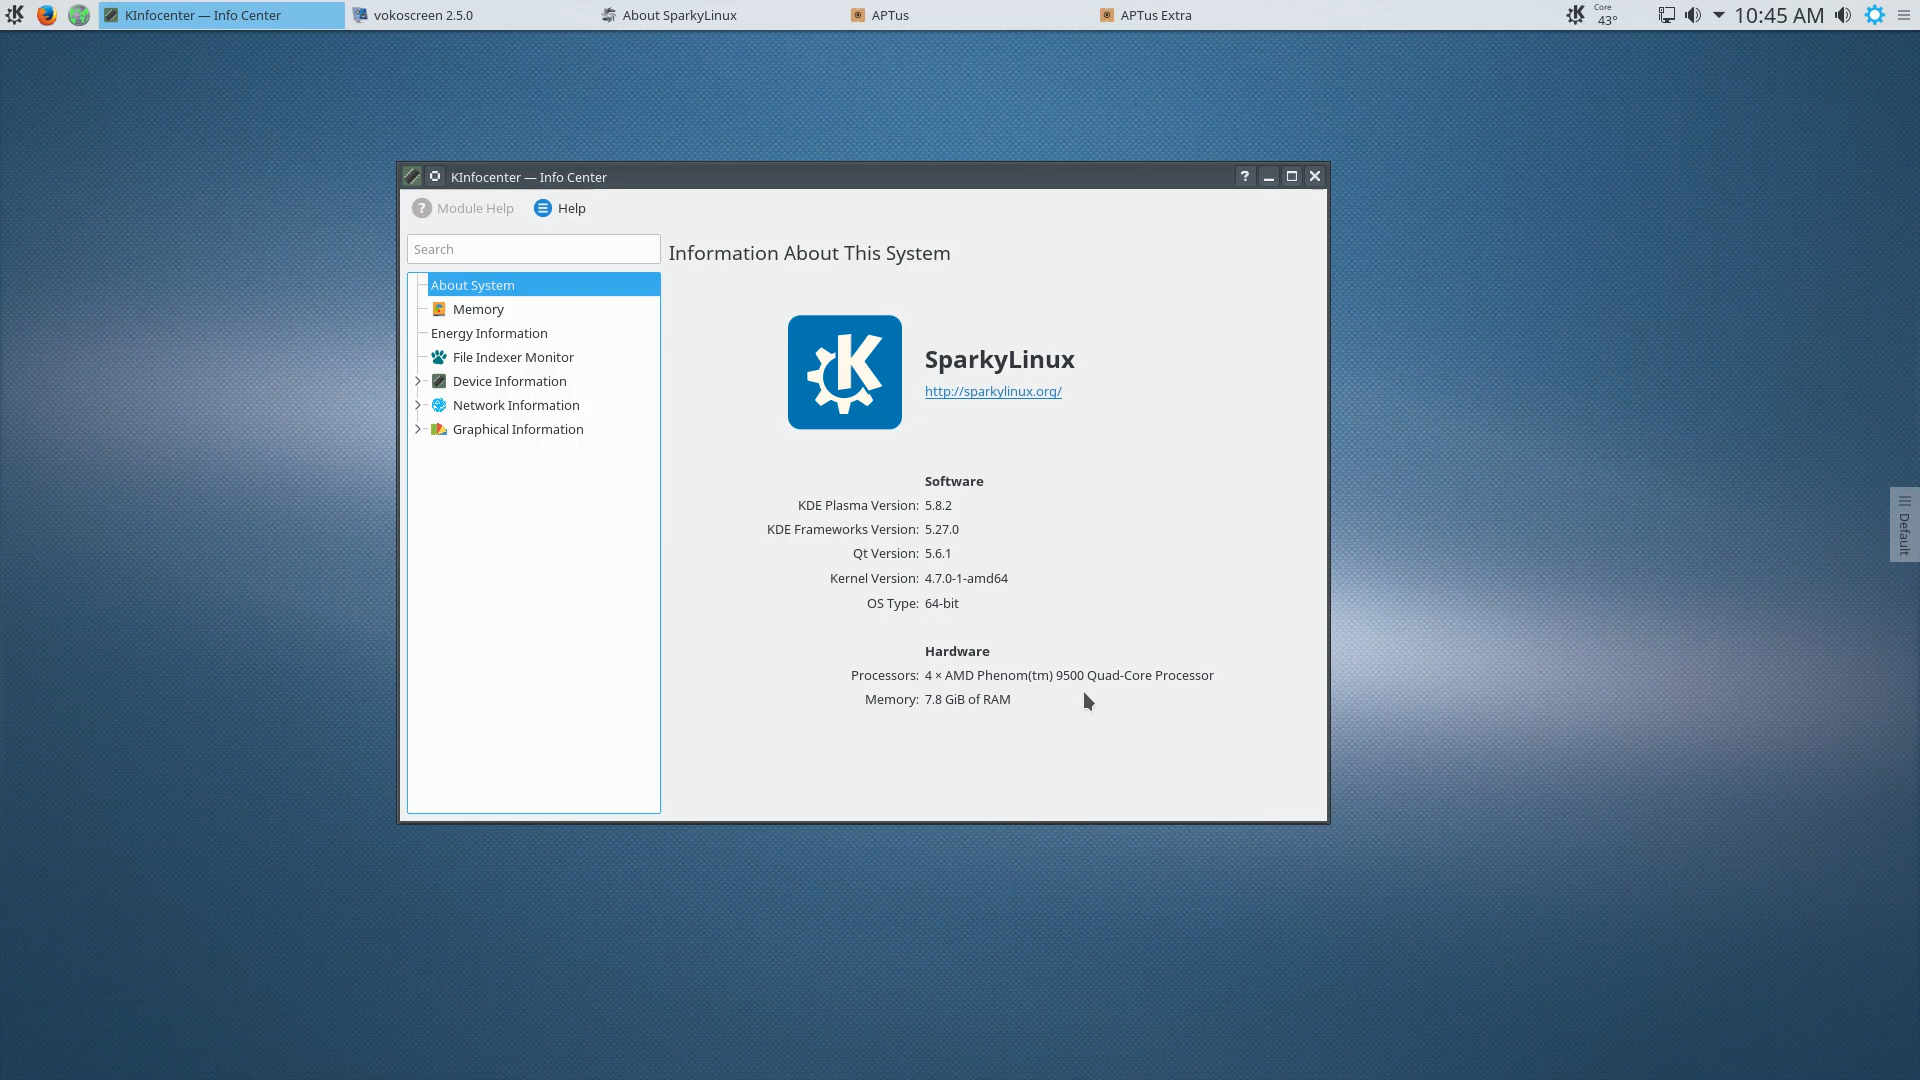 KInfocenter — Info Center
vokoscreen 2.5.0
About SparkyLinux
APTus
APTus Extra
Core
43°
10:45 AM
KInfocenter — Info Center
Module Help
Help
Search
Information About This System
About System
Memory
Energy Information
File Indexer Monitor
Device Information
Network Information
Graphical Information
SparkyLinux
http://sparkylinux.org/
Software
KDE Plasma Version: 5.8.2
KDE Frameworks Version: 5.27.0
Qt Version: 5.6.1
Kernel Version: 4.7.0-1-amd64
OS Type: 64-bit
Hardware
Processors: 4 × AMD Phenom(tm) 9500 Quad-Core Processor
Memory: 7.8 GiB of RAM
Default